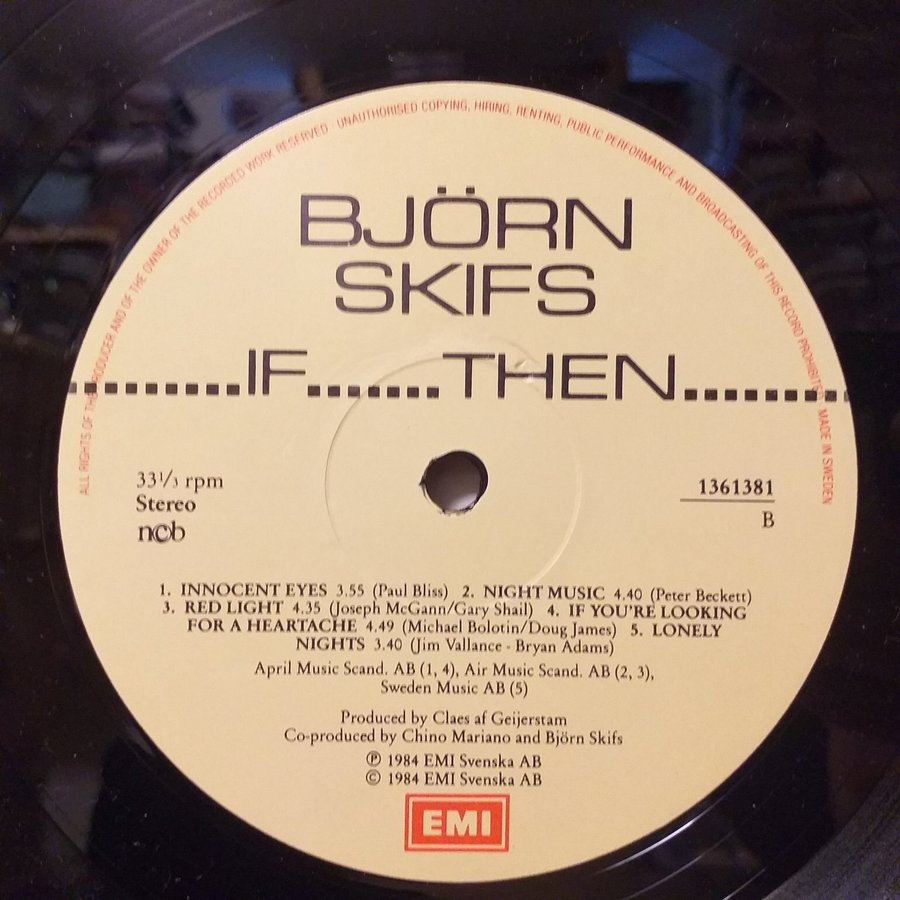 ALL RIGHTS OF THE PRODUCER AND OF THE OWNER OF THE RECORDED WORK RESERVED · UNAUTHORISED COPYING, HIRING, RENTING, PUBLIC PERFORMANCE AND BROADCASTING OF THIS RECORD PROHIBITED · MADE IN SWEDEN
BJÖRN
SKIFS
.........IF.......THEN.........
33 1/3 rpm
Stereo
ncb
1361381
B
1. INNOCENT EYES 3.55 (Paul Bliss) 2. NIGHT MUSIC 4.40 (Peter Beckett)
3. RED LIGHT 4.35 (Joseph McGann/Gary Shail) 4. IF YOU'RE LOOKING
FOR A HEARTACHE 4.49 (Michael Bolotin/Doug James) 5. LONELY
NIGHTS 3.40 (Jim Vallance - Bryan Adams)
April Music Scand. AB (1, 4), Air Music Scand. AB (2, 3),
Sweden Music AB (5)
Produced by Claes af Geijerstam
Co-produced by Chino Mariano and Björn Skifs
℗ 1984 EMI Svenska AB
© 1984 EMI Svenska AB
EMI